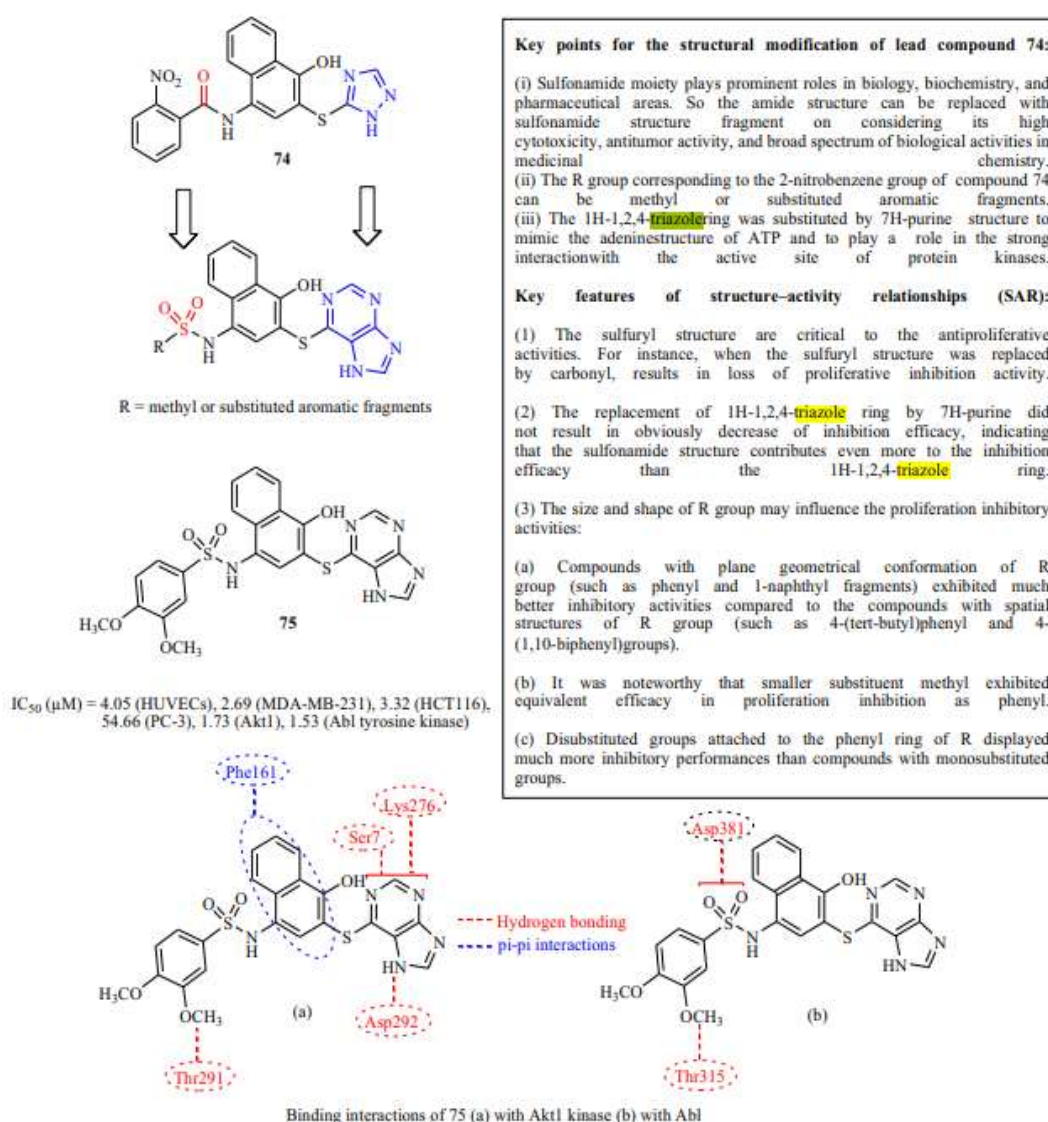 NO2
O
OH
N
N
N
H
S
N
H
74
O
O
S
R
N
H
OH
N
N
S
N
HN
R = methyl or substituted aromatic fragments
O
O
S
N
H
OH
N
N
S
N
HN
H3CO
OCH3
75
IC50 (µM) = 4.05 (HUVECs), 2.69 (MDA-MB-231), 3.32 (HCT116),
54.66 (PC-3), 1.73 (Akt1), 1.53 (Abl tyrosine kinase)
Key points for the structural modification of lead compound 74:
(i) Sulfonamide moiety plays prominent roles in biology, biochemistry, and
pharmaceutical areas. So the amide structure can be replaced with
sulfonamide structure fragment on considering its high
cytotoxicity, antitumor activity, and broad spectrum of biological activities in
medicinal chemistry.
(ii) The R group corresponding to the 2-nitrobenzene group of compound 74
can be methyl or substituted aromatic fragments.
(iii) The 1H-1,2,4-triazolering was substituted by 7H-purine structure to
mimic the adeninestructure of ATP and to play a role in the strong
interactionwith the active site of protein kinases.
Key features of structure–activity relationships (SAR):
(1) The sulfuryl structure are critical to the antiproliferative
activities. For instance, when the sulfuryl structure was replaced
by carbonyl, results in loss of proliferative inhibition activity.
(2) The replacement of 1H-1,2,4-triazole ring by 7H-purine did
not result in obviously decrease of inhibition efficacy, indicating
that the sulfonamide structure contributes even more to the inhibition
efficacy than the 1H-1,2,4-triazole ring.
(3) The size and shape of R group may influence the proliferation inhibitory
activities:
(a) Compounds with plane geometrical conformation of R
group (such as phenyl and 1-naphthyl fragments) exhibited much
better inhibitory activities compared to the compounds with spatial
structures of R group (such as 4-(tert-butyl)phenyl and 4-
(1,10-biphenyl)groups).
(b) It was noteworthy that smaller substituent methyl exhibited
equivalent efficacy in proliferation inhibition as phenyl.
(c) Disubstituted groups attached to the phenyl ring of R displayed
much more inhibitory performances than compounds with monosubstituted
groups.
Phe161
Lys276
Ser7
O
O
S
N
H
OH
N
N
S
N
HN
H3CO
OCH3
Asp292
Thr291
(a)
Hydrogen bonding
pi-pi interactions
Asp381
O
O
S
N
H
OH
N
N
S
N
HN
H3CO
OCH3
Thr315
(b)
Binding interactions of 75 (a) with Akt1 kinase (b) with Abl